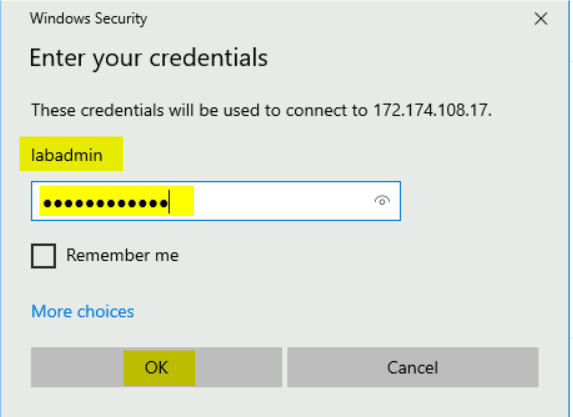 Windows Security
Enter your credentials
These credentials will be used to connect to 172.174.108.17.
labadmin
●●●●●●●●●●●●
Remember me
More choices
OK Cancel